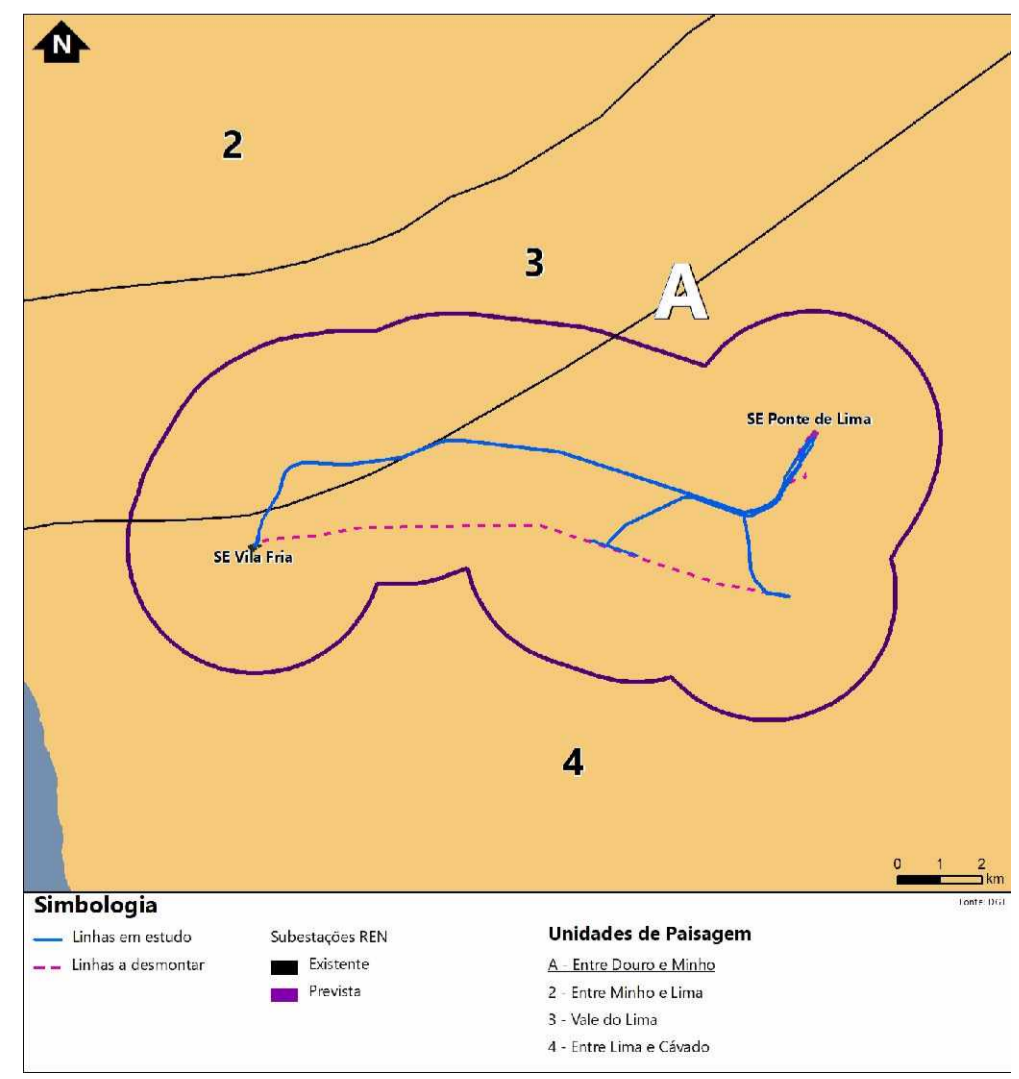 N
2
3
A
SE Ponte de Lima
SE Vila Fria
4
0 1 2
km
Simbologia
Fonte: DGT
Linhas em estudo
Linhas a desmontar
Subestações REN
Existente
Prevista
Unidades de Paisagem
A - Entre Douro e Minho
2 - Entre Minho e Lima
3 - Vale do Lima
4 - Entre Lima e Cávado